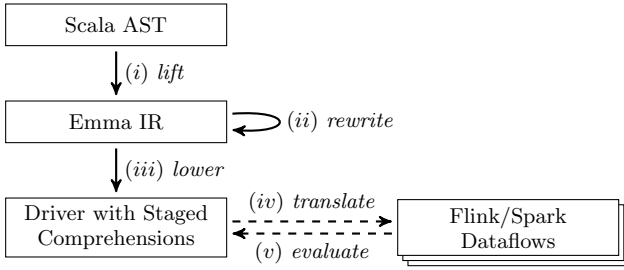 Scala AST
(i) lift
Emma IR
(ii) rewrite
(iii) lower
Driver with Staged
Comprehensions
(iv) translate
(v) evaluate
Flink/Spark
Dataflows